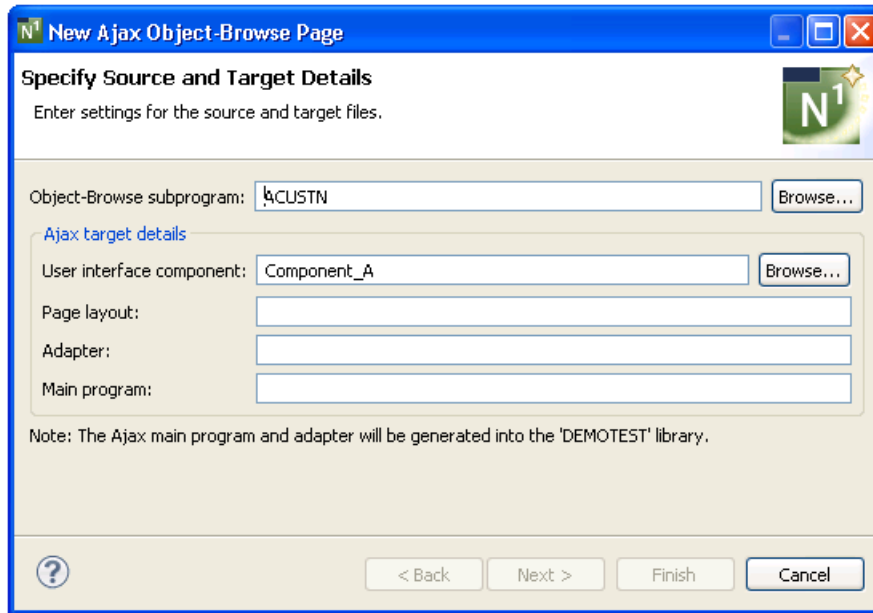 N1 New Ajax Object-Browse Page
Specify Source and Target Details
Enter settings for the source and target files.
N1
Object-Browse subprogram: ACUSTN Browse...
Ajax target details
User interface component: Component_A Browse...
Page layout:
Adapter:
Main program:
Note: The Ajax main program and adapter will be generated into the 'DEMOTEST' library.
? < Back Next > Finish Cancel